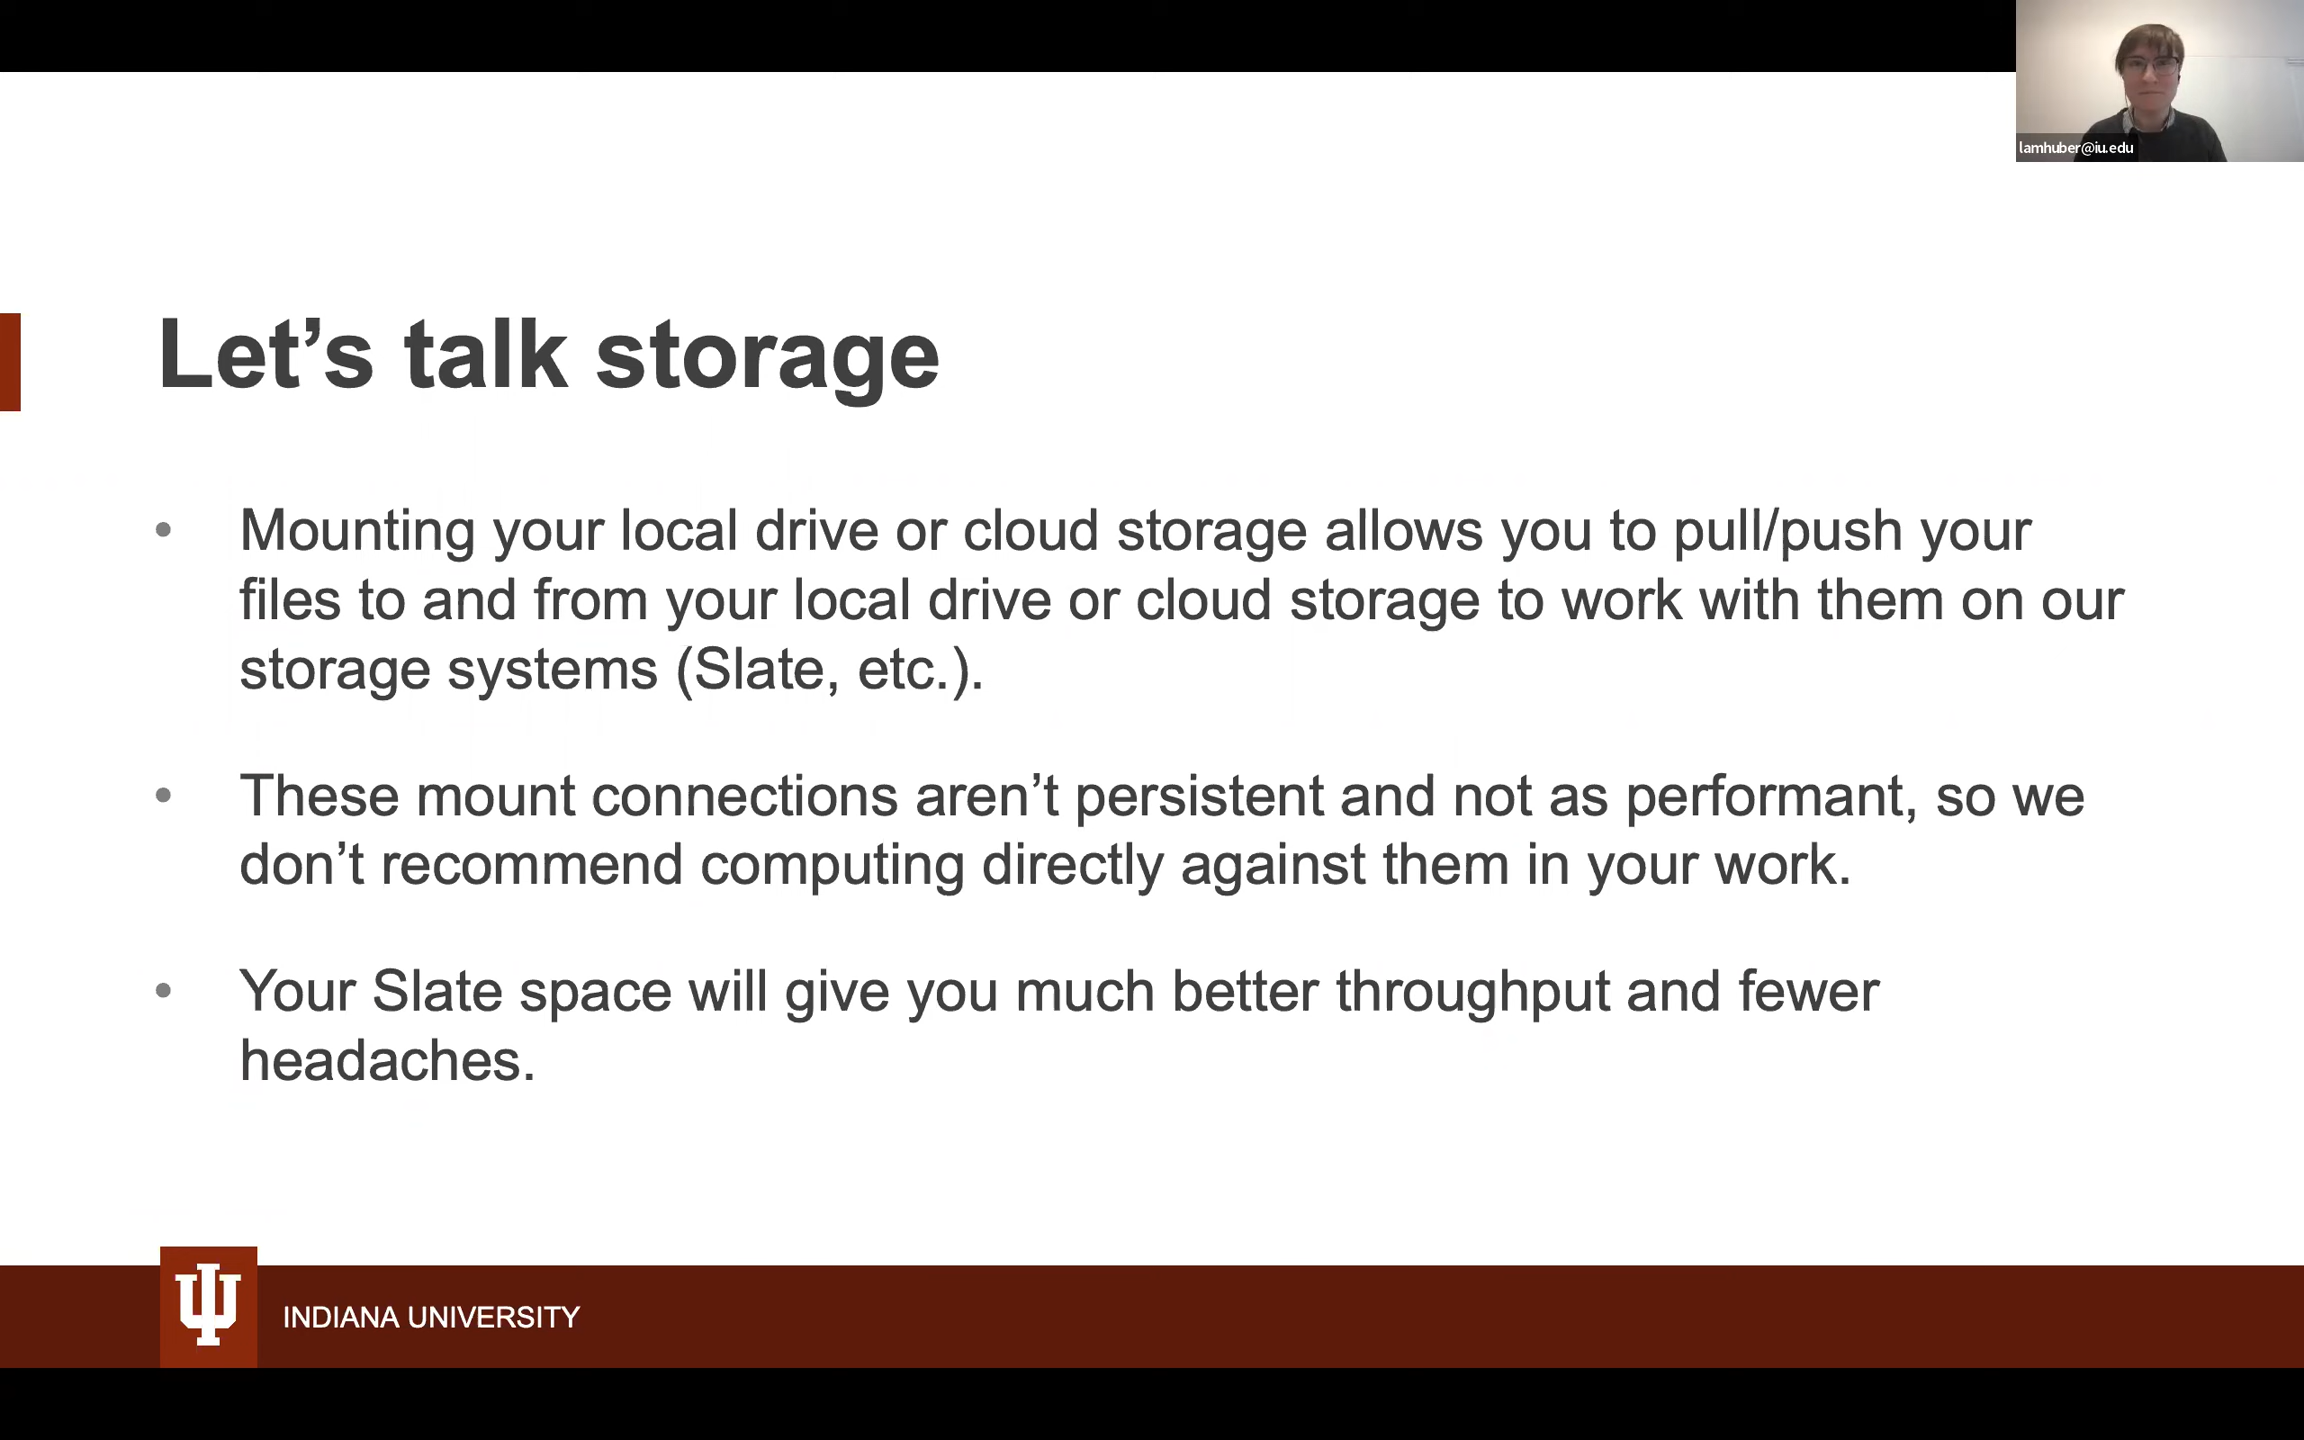 lamhuber@iu.edu
Let’s talk storage
• Mounting your local drive or cloud storage allows you to pull/push your
files to and from your local drive or cloud storage to work with them on our
storage systems (Slate, etc.).
• These mount connections aren’t persistent and not as performant, so we
don’t recommend computing directly against them in your work.
• Your Slate space will give you much better throughput and fewer
headaches.
INDIANA UNIVERSITY